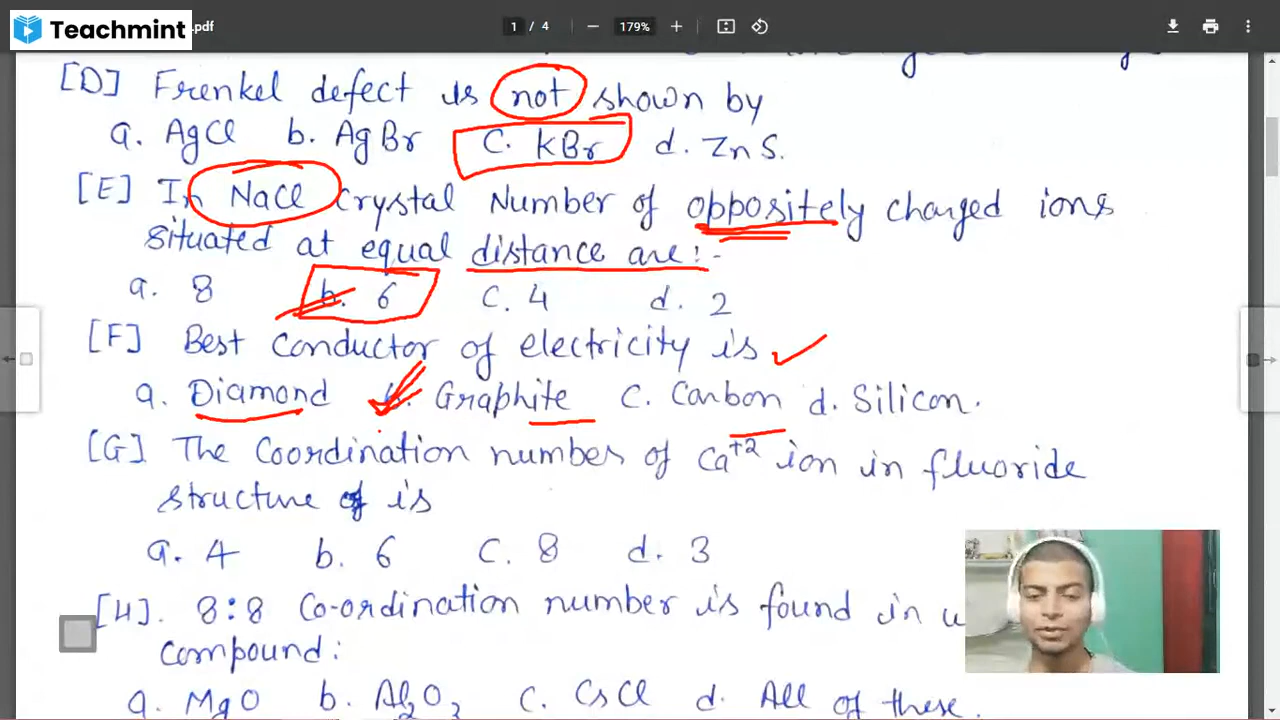 Teachmint
.pdf
1 / 4
179%
[D] Frenkel defect is not shown by
a. AgCl b. AgBr C. KBr d. ZnS.
[E] In NaCl Crystal Number of oppositely charged ions
situated at equal distance are:-
a. 8 b. 6 C. 4 d. 2
[F] Best Conductor of electricity is
a. Diamond b. Graphite C. Carbon d. Silicon.
[G] The Coordination number of Ca+2 ion in fluoride
structure of is
a. 4 b. 6 C. 8 d. 3
[H]. 8:8 Co-ordination number is found in
Compound:
a. MgO b. Al2O3 C. CsCl d. All of these.